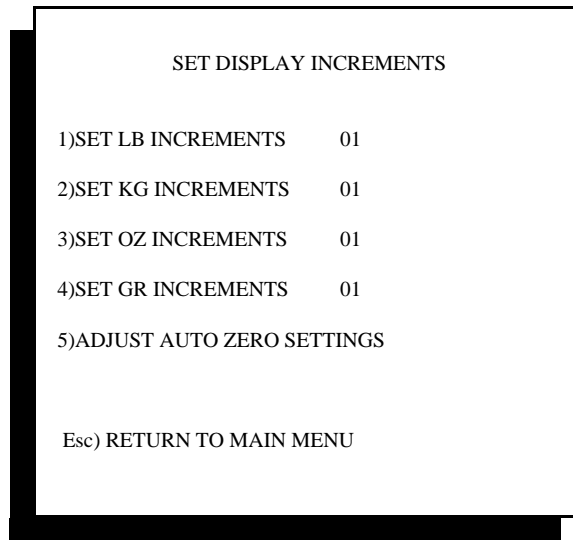 SET DISPLAY INCREMENTS
1)SET LB INCREMENTS 01
2)SET KG INCREMENTS 01
3)SET OZ INCREMENTS 01
4)SET GR INCREMENTS 01
5)ADJUST AUTO ZERO SETTINGS
Esc) RETURN TO MAIN MENU